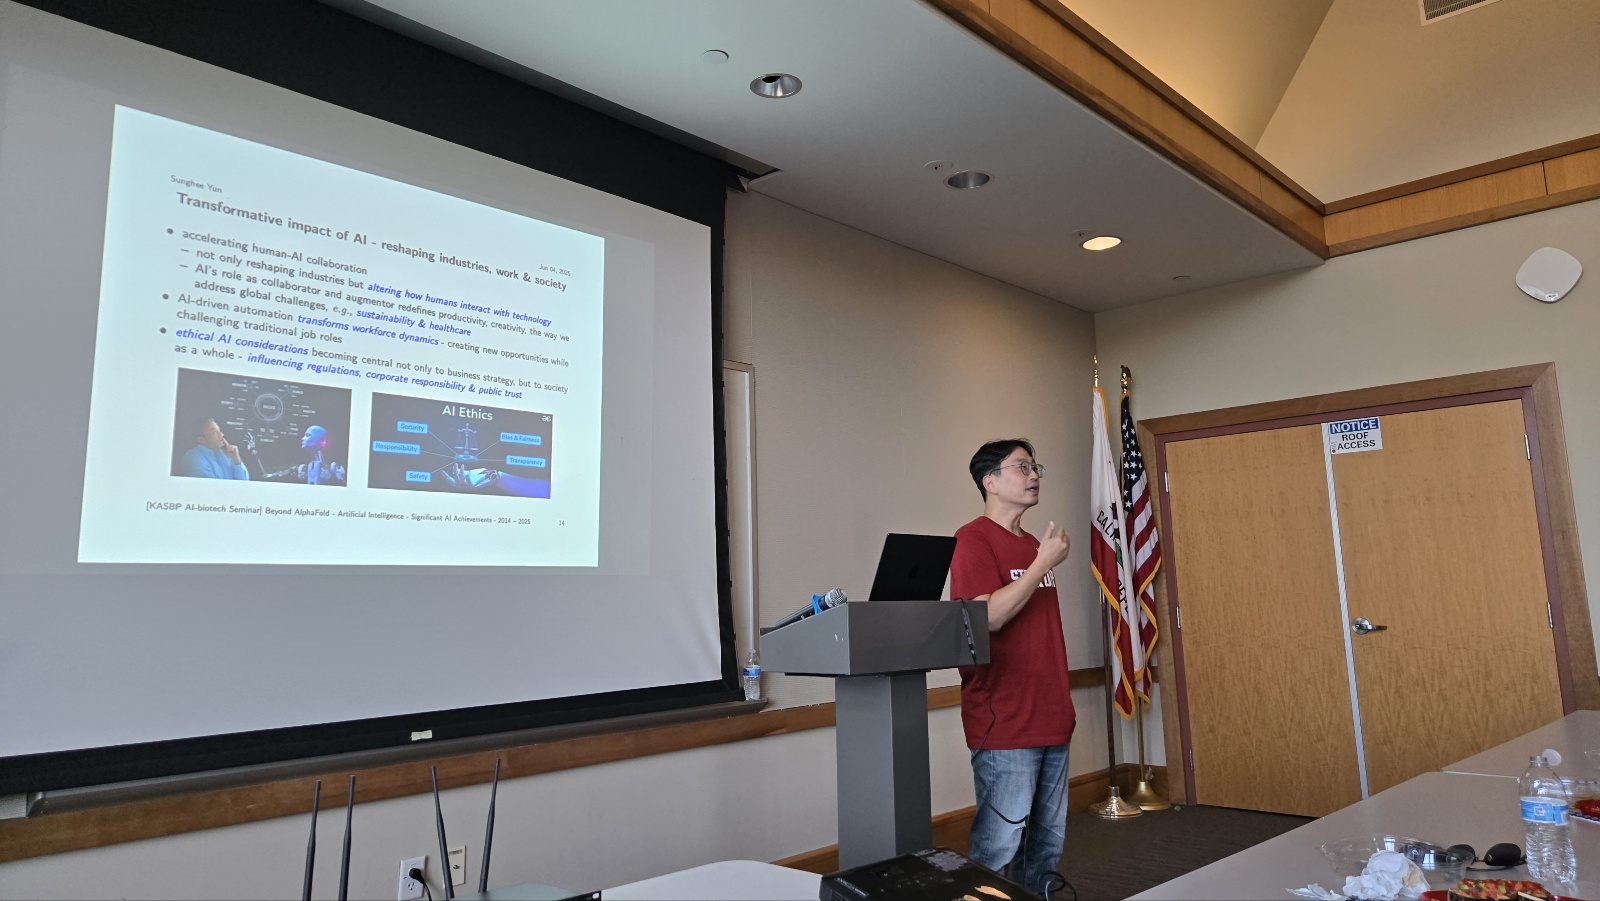 Sunghee Yun
Jun 04, 2025
Transformative impact of AI - reshaping industries, work & society
• accelerating human-AI collaboration
– not only reshaping industries but altering how humans interact with technology
– AI's role as collaborator and augmentor redefines productivity, creativity, the way we
address global challenges, e.g., sustainability & healthcare
• AI-driven automation transforms workforce dynamics - creating new opportunities while
challenging traditional job roles
• ethical AI considerations becoming central not only to business strategy, but to society
as a whole - influencing regulations, corporate responsibility & public trust
AI Ethics
Security
Bias & Fairness
Responsibility
Transparency
Safety
[KASBP AI-biotech Seminar] Beyond AlphaFold - Artificial Intelligence - Significant AI Achievements - 2014 – 2025
14
NOTICE
ROOF
ACCESS